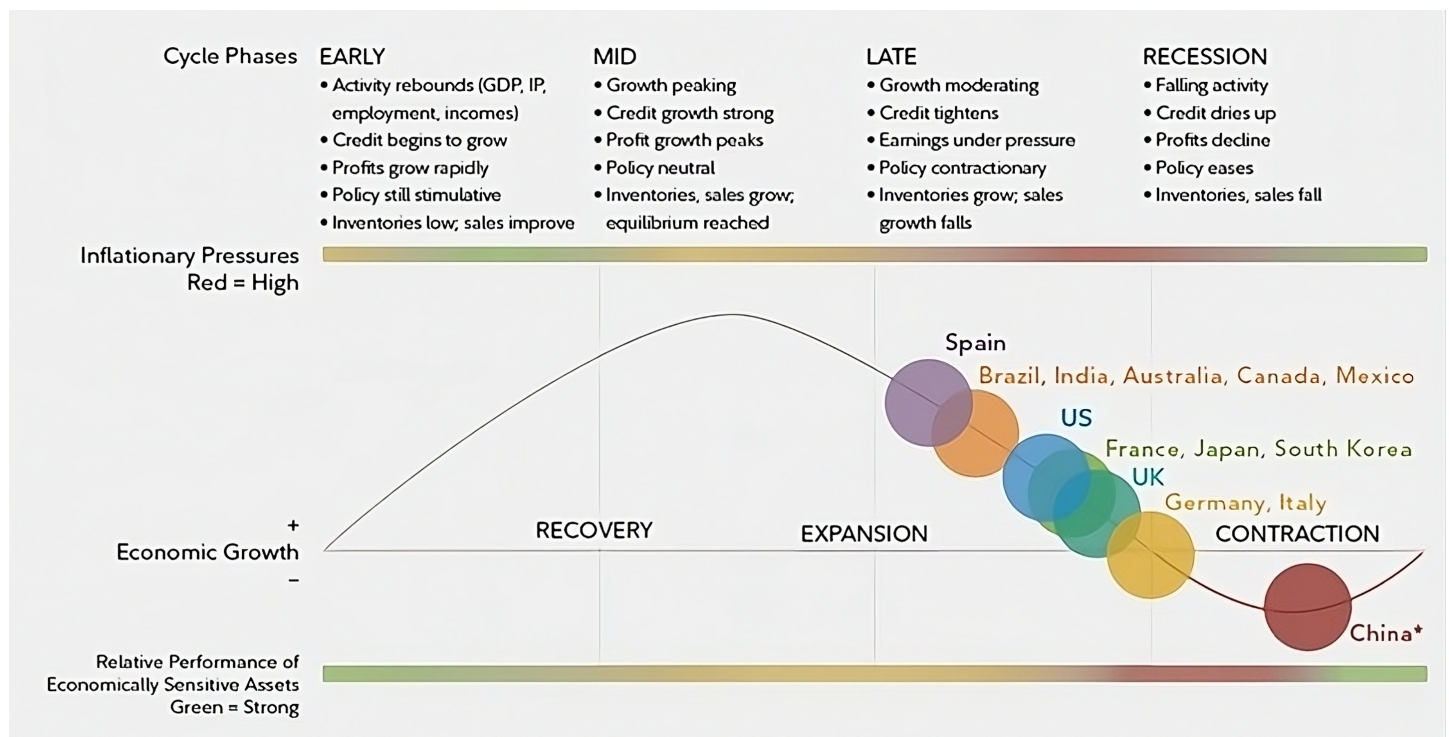 Cycle Phases
EARLY
• Activity rebounds (GDP, IP,
employment, incomes)
• Credit begins to grow
• Profits grow rapidly
• Policy still stimulative
• Inventories low; sales improve
MID
• Growth peaking
• Credit growth strong
• Profit growth peaks
• Policy neutral
• Inventories, sales grow;
equilibrium reached
LATE
• Growth moderating
• Credit tightens
• Earnings under pressure
• Policy contractionary
• Inventories grow; sales
growth falls
RECESSION
• Falling activity
• Credit dries up
• Profits decline
• Policy eases
• Inventories, sales fall
Inflationary Pressures
Red = High
Spain
Brazil, India, Australia, Canada, Mexico
US
France, Japan, South Korea
UK
Germany, Italy
+
Economic Growth
–
RECOVERY
EXPANSION
CONTRACTION
China*
Relative Performance of
Economically Sensitive Assets
Green = Strong